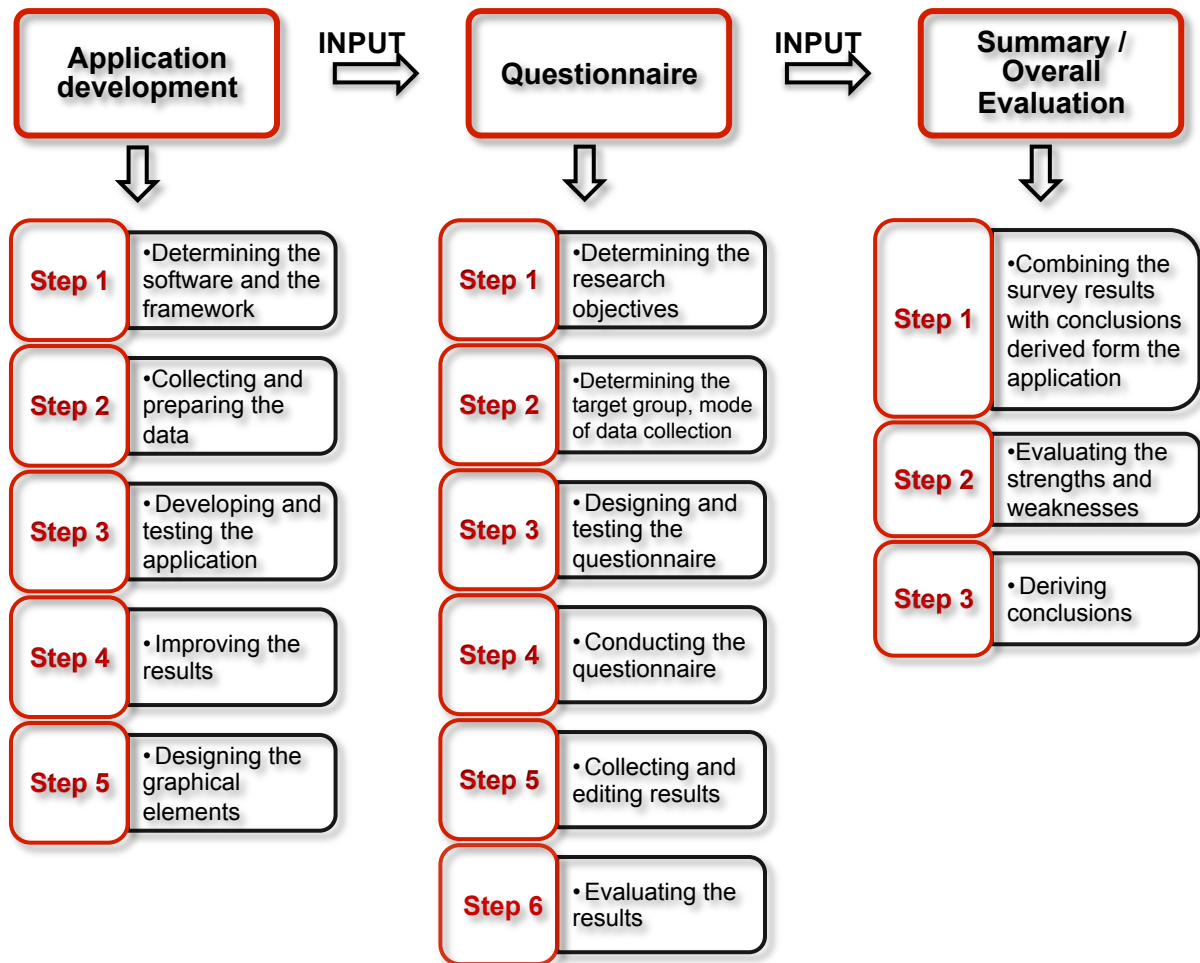 Application
development
INPUT
Questionnaire
INPUT
Summary /
Overall
Evaluation
Step 1
•Determining the
software and the
framework
Step 2
•Collecting and
preparing the
data
Step 3
•Developing and
testing the
application
Step 4
•Improving the
results
Step 5
•Designing the
graphical
elements
Step 1
•Determining the
research
objectives
Step 2
•Determining the
target group, mode
of data collection
Step 3
•Designing and
testing the
questionnaire
Step 4
•Conducting the
questionnaire
Step 5
•Collecting and
editing results
Step 6
•Evaluating the
results
Step 1
•Combining the
survey results
with conclusions
derived form the
application
Step 2
•Evaluating the
strengths and
weaknesses
Step 3
•Deriving
conclusions